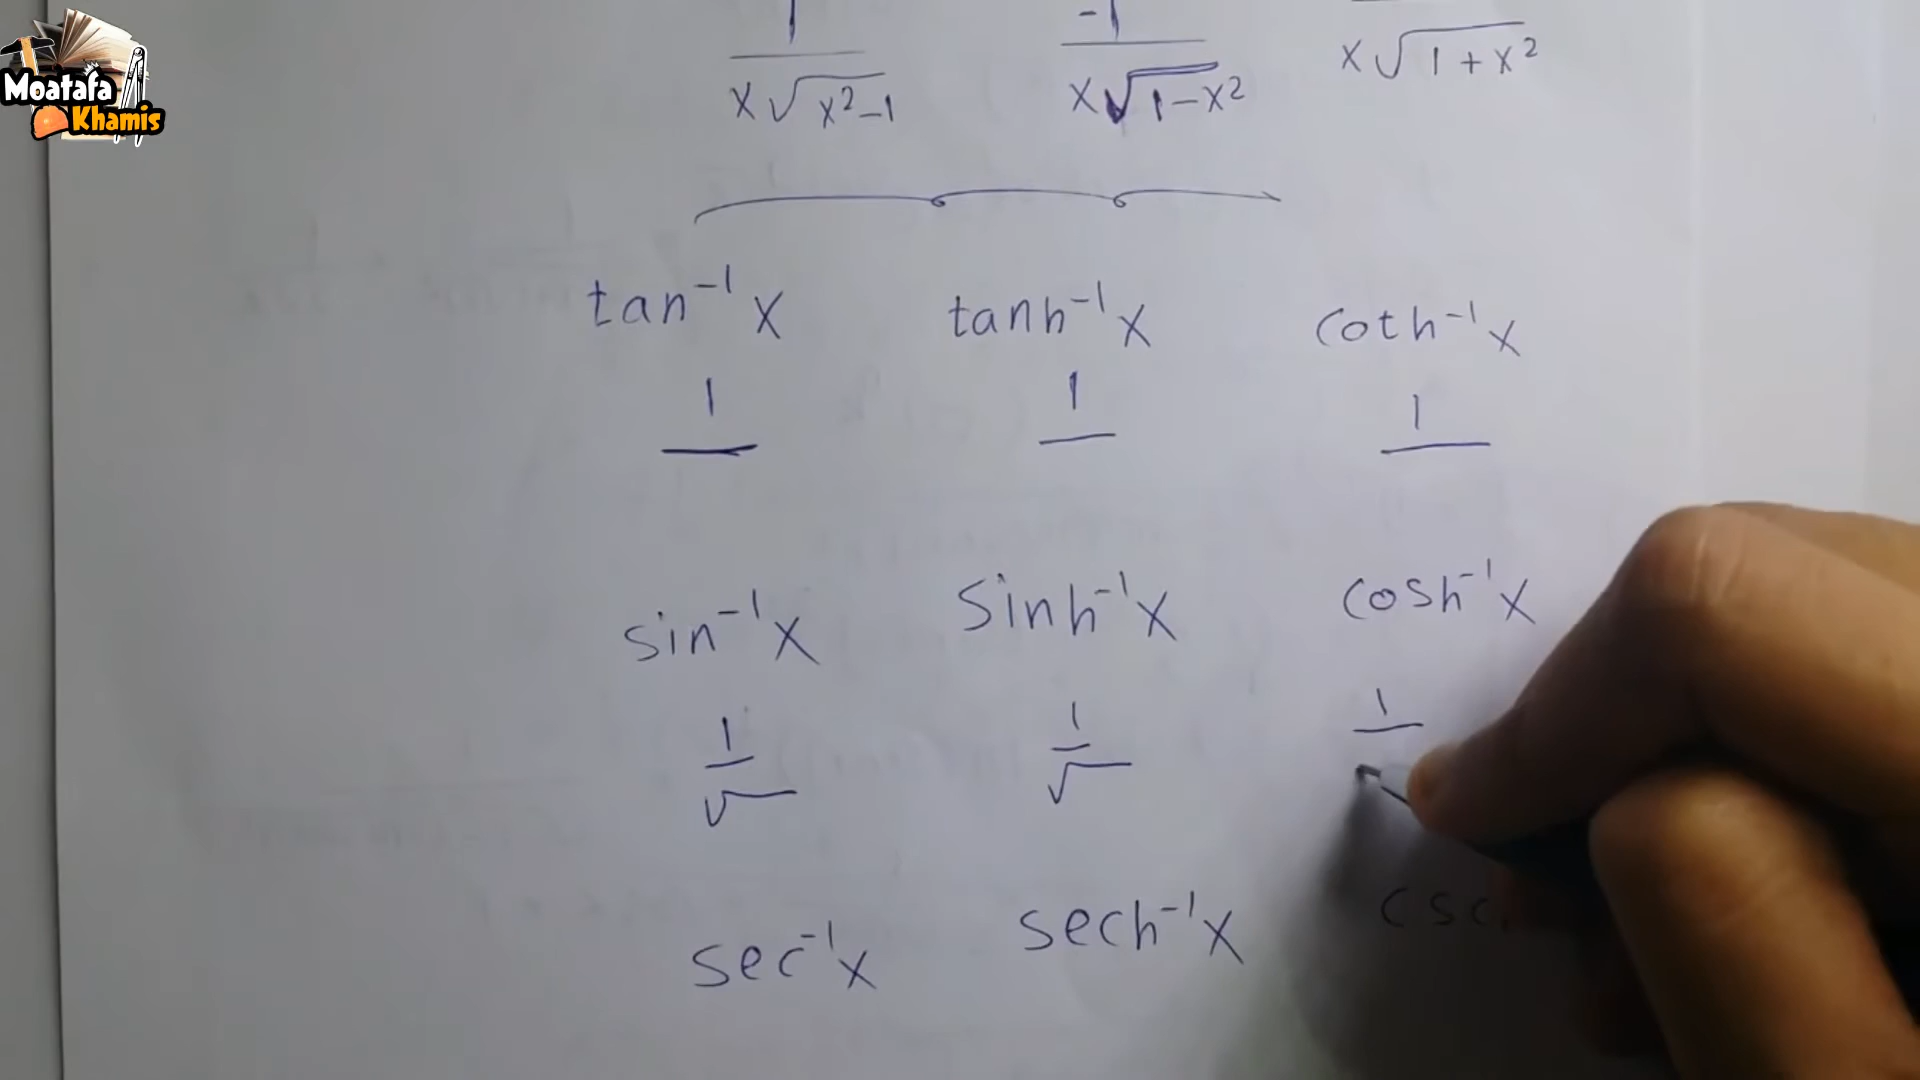 Moatafa
Khamis
1 -1
x√(x²-1) x√(1-x²) x√(1+x²)
tan⁻¹x tanh⁻¹x coth⁻¹x
1 1 1
sin⁻¹x sinh⁻¹x cosh⁻¹x
1 1 1
√ √
sec⁻¹x sech⁻¹x csc